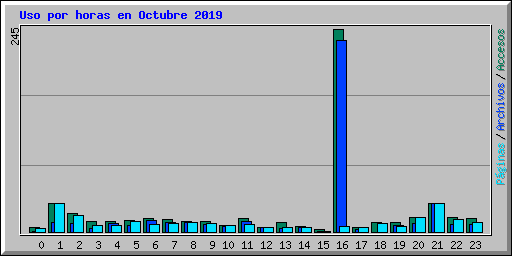 Uso por horas en Octubre 2019
245
Páginas / Archivos / Accesos
0 1 2 3 4 5 6 7 8 9 10 11 12 13 14 15 16 17 18 19 20 21 22 23